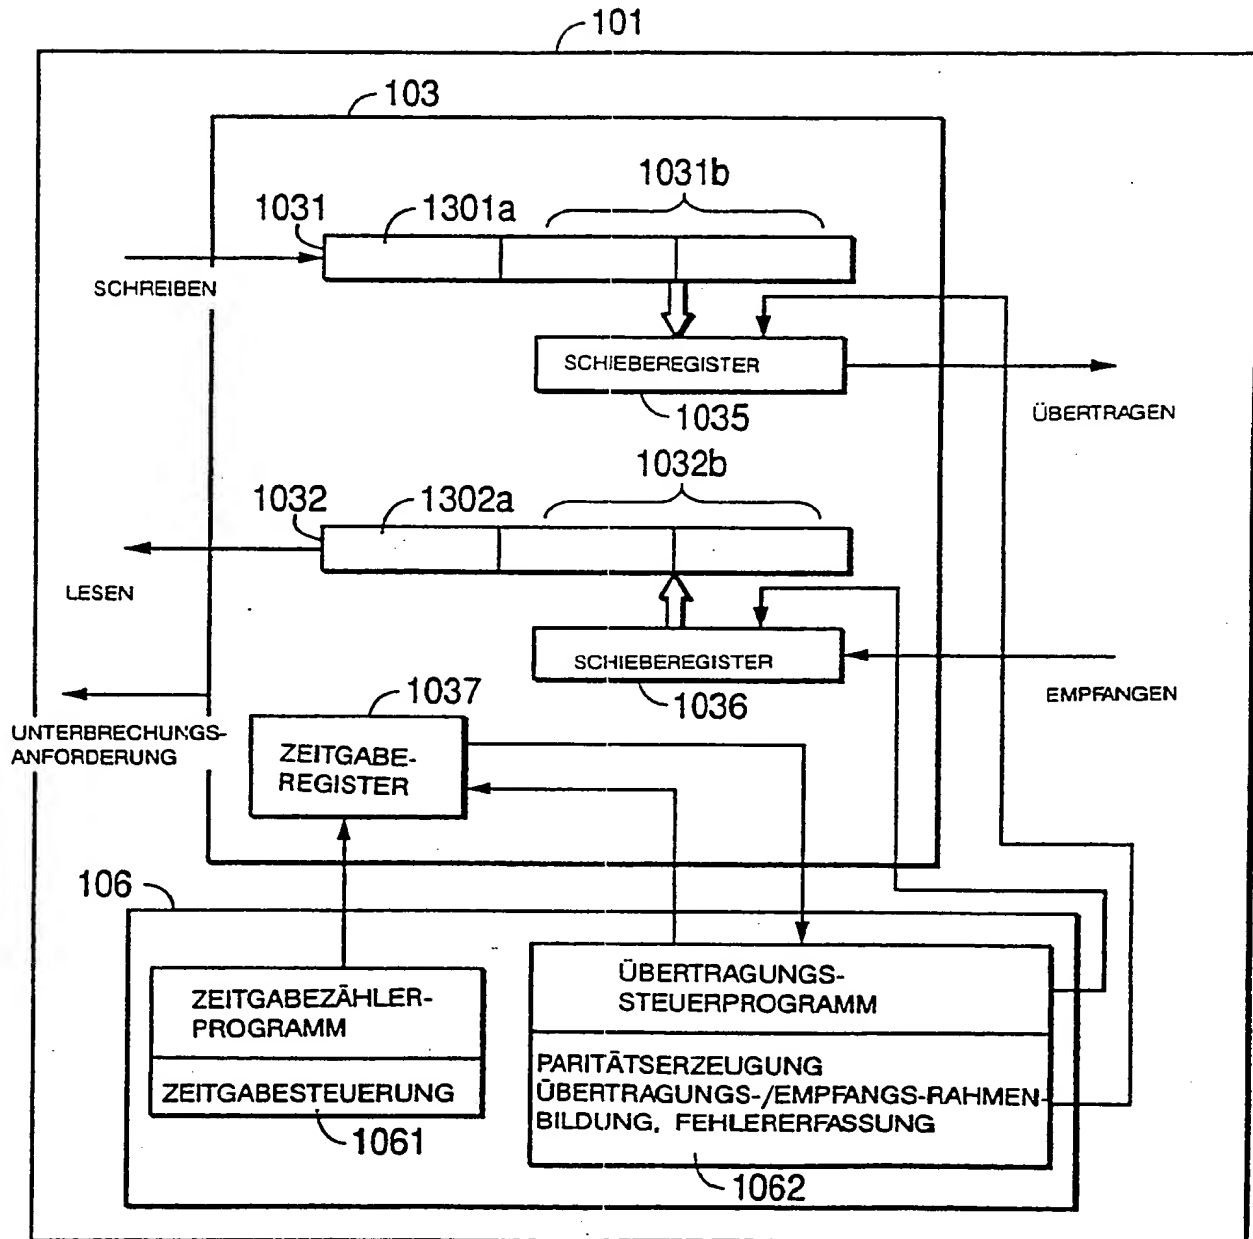 101
103
1031b
1031
1301a
SCHREIBEN
SCHIEBEREGISTER
1035
ÜBERTRAGEN
1032b
1032
1302a
LESEN
SCHIEBEREGISTER
1036
EMPFANGEN
1037
UNTERBRECHUNGS-
ANFORDERUNG
ZEITGABE-
REGISTER
106
ZEITGABEZÄHLER-
PROGRAMM
ZEITGABESTEUERUNG
1061
ÜBERTRAGUNGS-
STEUERPROGRAMM
PARITÄTSERZEUGUNG
ÜBERTRAGUNGS-/EMPFANGS-RAHMEN-
BILDUNG, FEHLERERFASSUNG
1062